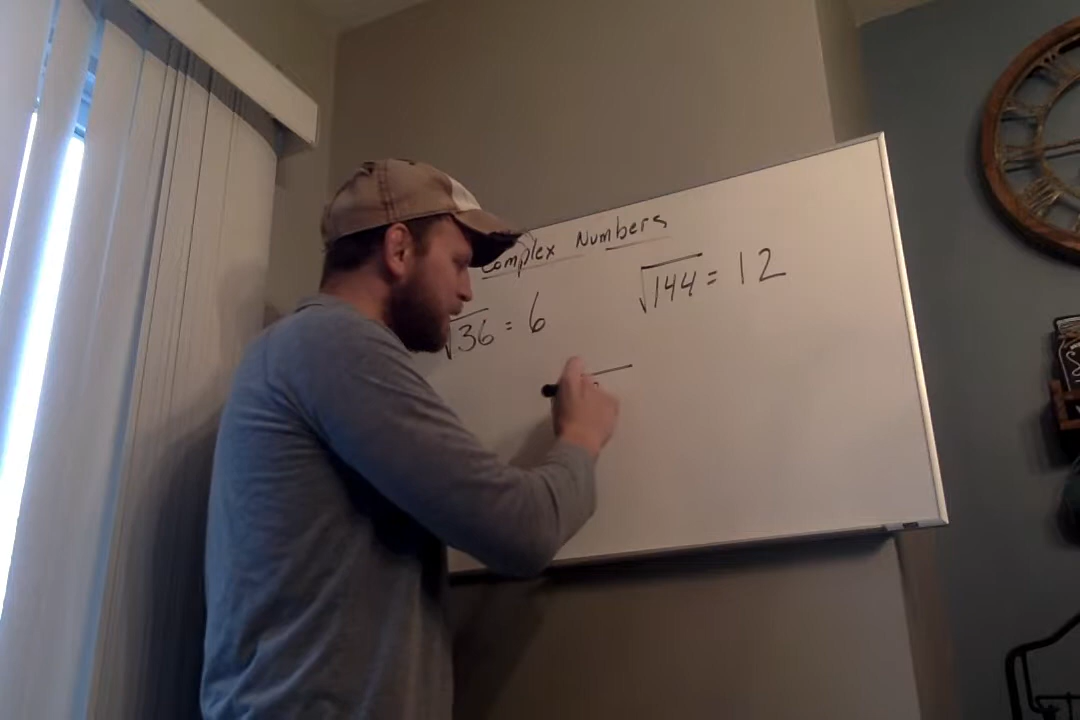 Complex Numbers
√36 = 6
√144 = 12